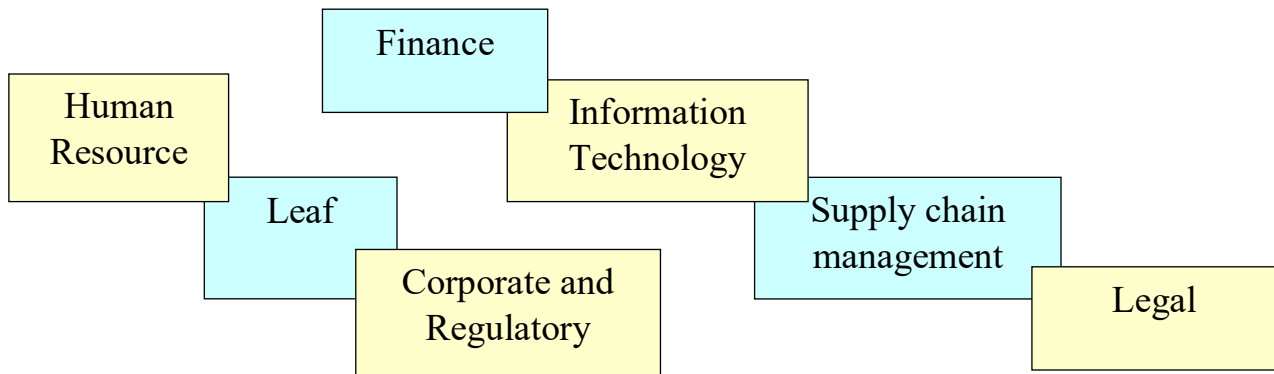 Finance
Human
Resource
Information
Technology
Leaf
Supply chain
management
Corporate and
Regulatory
Legal